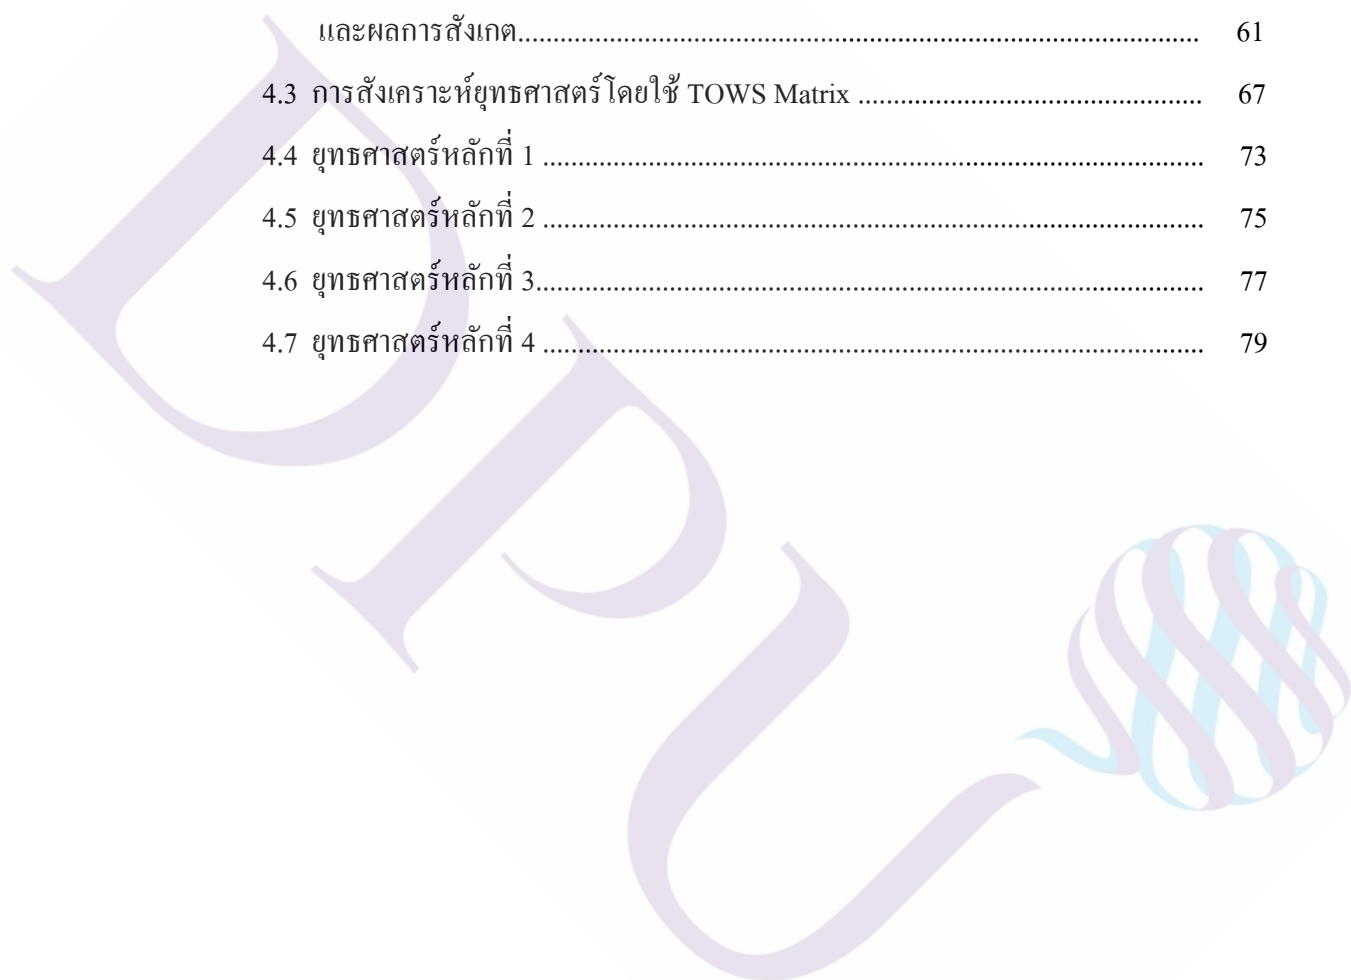 และผลการสังเกต................................................................................................ 61
4.3 การสังเคราะห์ยุทธศาสตร์โดยใช้ TOWS Matrix ................................................. 67
4.4 ยุทธศาสตร์หลักที่ 1 ............................................................................................. 73
4.5 ยุทธศาสตร์หลักที่ 2 ............................................................................................. 75
4.6 ยุทธศาสตร์หลักที่ 3.............................................................................................. 77
4.7 ยุทธศาสตร์หลักที่ 4 ............................................................................................. 79
DPU